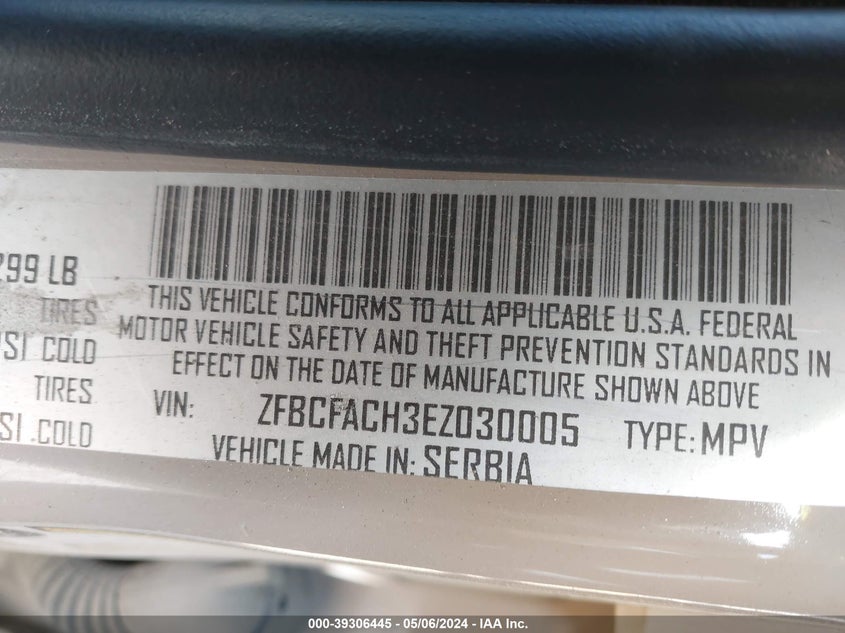 299 LB
TIRES
SI COLD
TIRES
SI .COLD
THIS VEHICLE CONFORMS TO ALL APPLICABLE U.S.A. FEDERAL
MOTOR VEHICLE SAFETY AND THEFT PREVENTION STANDARDS IN
EFFECT ON THE DATE OF MANUFACTURE SHOWN ABOVE
VIN: ZFBCFACH3EZ030005 TYPE: MPV
VEHICLE MADE IN: SERBIA
000-39306445 - 05/06/2024 - IAA Inc.